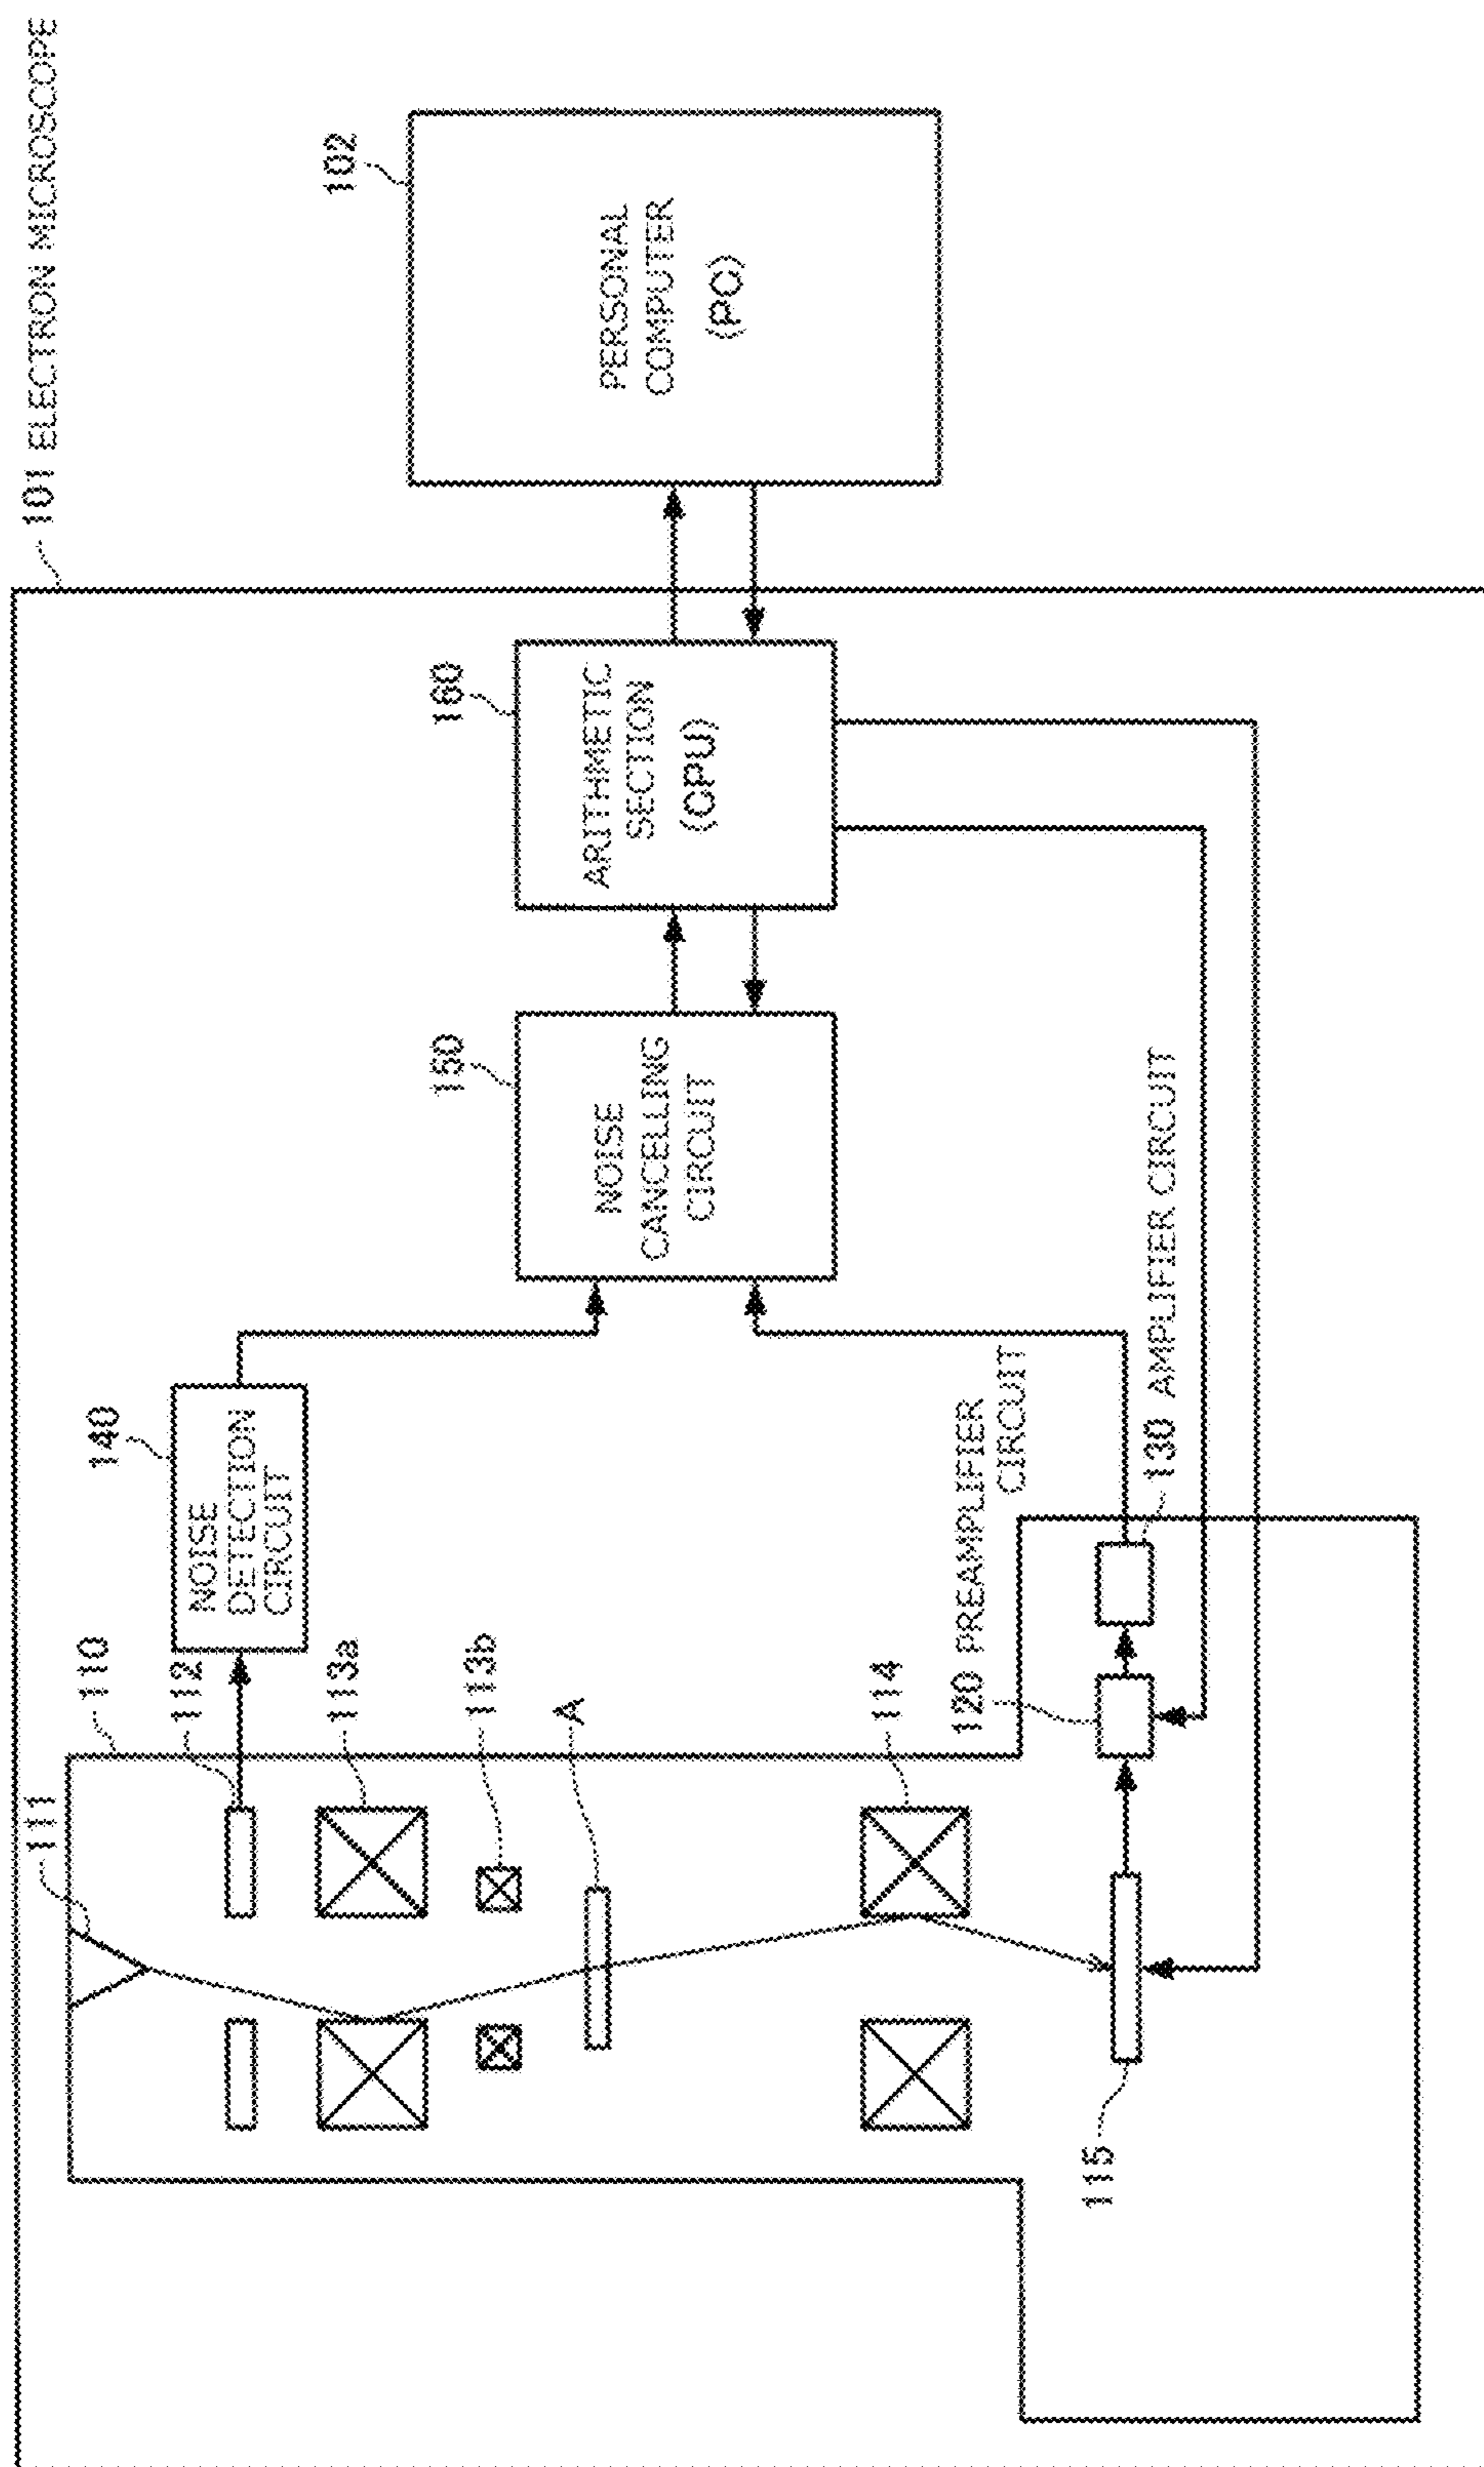 101 ELECTRON MICROSCOPE
102
PERSONAL
COMPUTER
(PC)
160
ARITHMETIC
SECTION
(CPU)
150
NOISE
CANCELLING
CIRCUIT
140
NOISE
DETECTION
CIRCUIT
110
111
112
113a
113b
A
114
120 PREAMPLIFIER
CIRCUIT
130 AMPLIFIER CIRCUIT
115